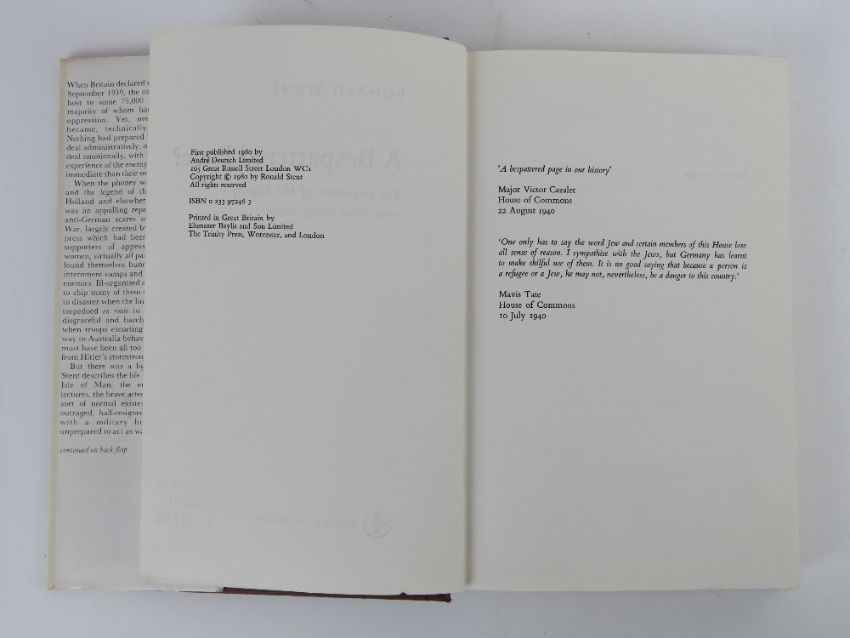 When Britain declared
September 1939, the
host to some 75,000
majority of whom
oppression. Yet,
became, technically,
Nothing had prepared
deal administratively,
deal emotionally, with
experience of the enemy
immediate than their
When the phoney
and the legend of
Holland and elsewhere
was an appalling
anti-German scares
War, largely created
press which had been
supporters of
women, virtually all
found themselves
internment camps and
enemies. Ill-organised
to ship many of them
to disaster when the
torpedoed en route to
disgraceful and
when troops escorting
way to Australia
must have been all too
from Hitler's
But there was a
Stent describes the life
Isle of Man, the
lectures, the brave
sort of normal
outraged, half-resigned
with a military
unprepared to act as
continued on back flap
First published 1980 by
André Deutsch Limited
105 Great Russell Street London WC1
Copyright © 1980 by Ronald Stent
All rights reserved
ISBN 0 233 97246 3
Printed in Great Britain by
Ebenezer Baylis and Son Limited
The Trinity Press, Worcester, and London
'A bespattered page in our history'
Major Victor Cazalet
House of Commons
22 August 1940
'One only has to say the word Jew and certain members of this House lose
all sense of reason. I sympathise with the Jews, but Germany has learnt
to make skilful use of them. It is no good saying that because a person is
a refugee or a Jew, he may not, nevertheless, be a danger to this country.'
Mavis Tate
House of Commons
10 July 1940